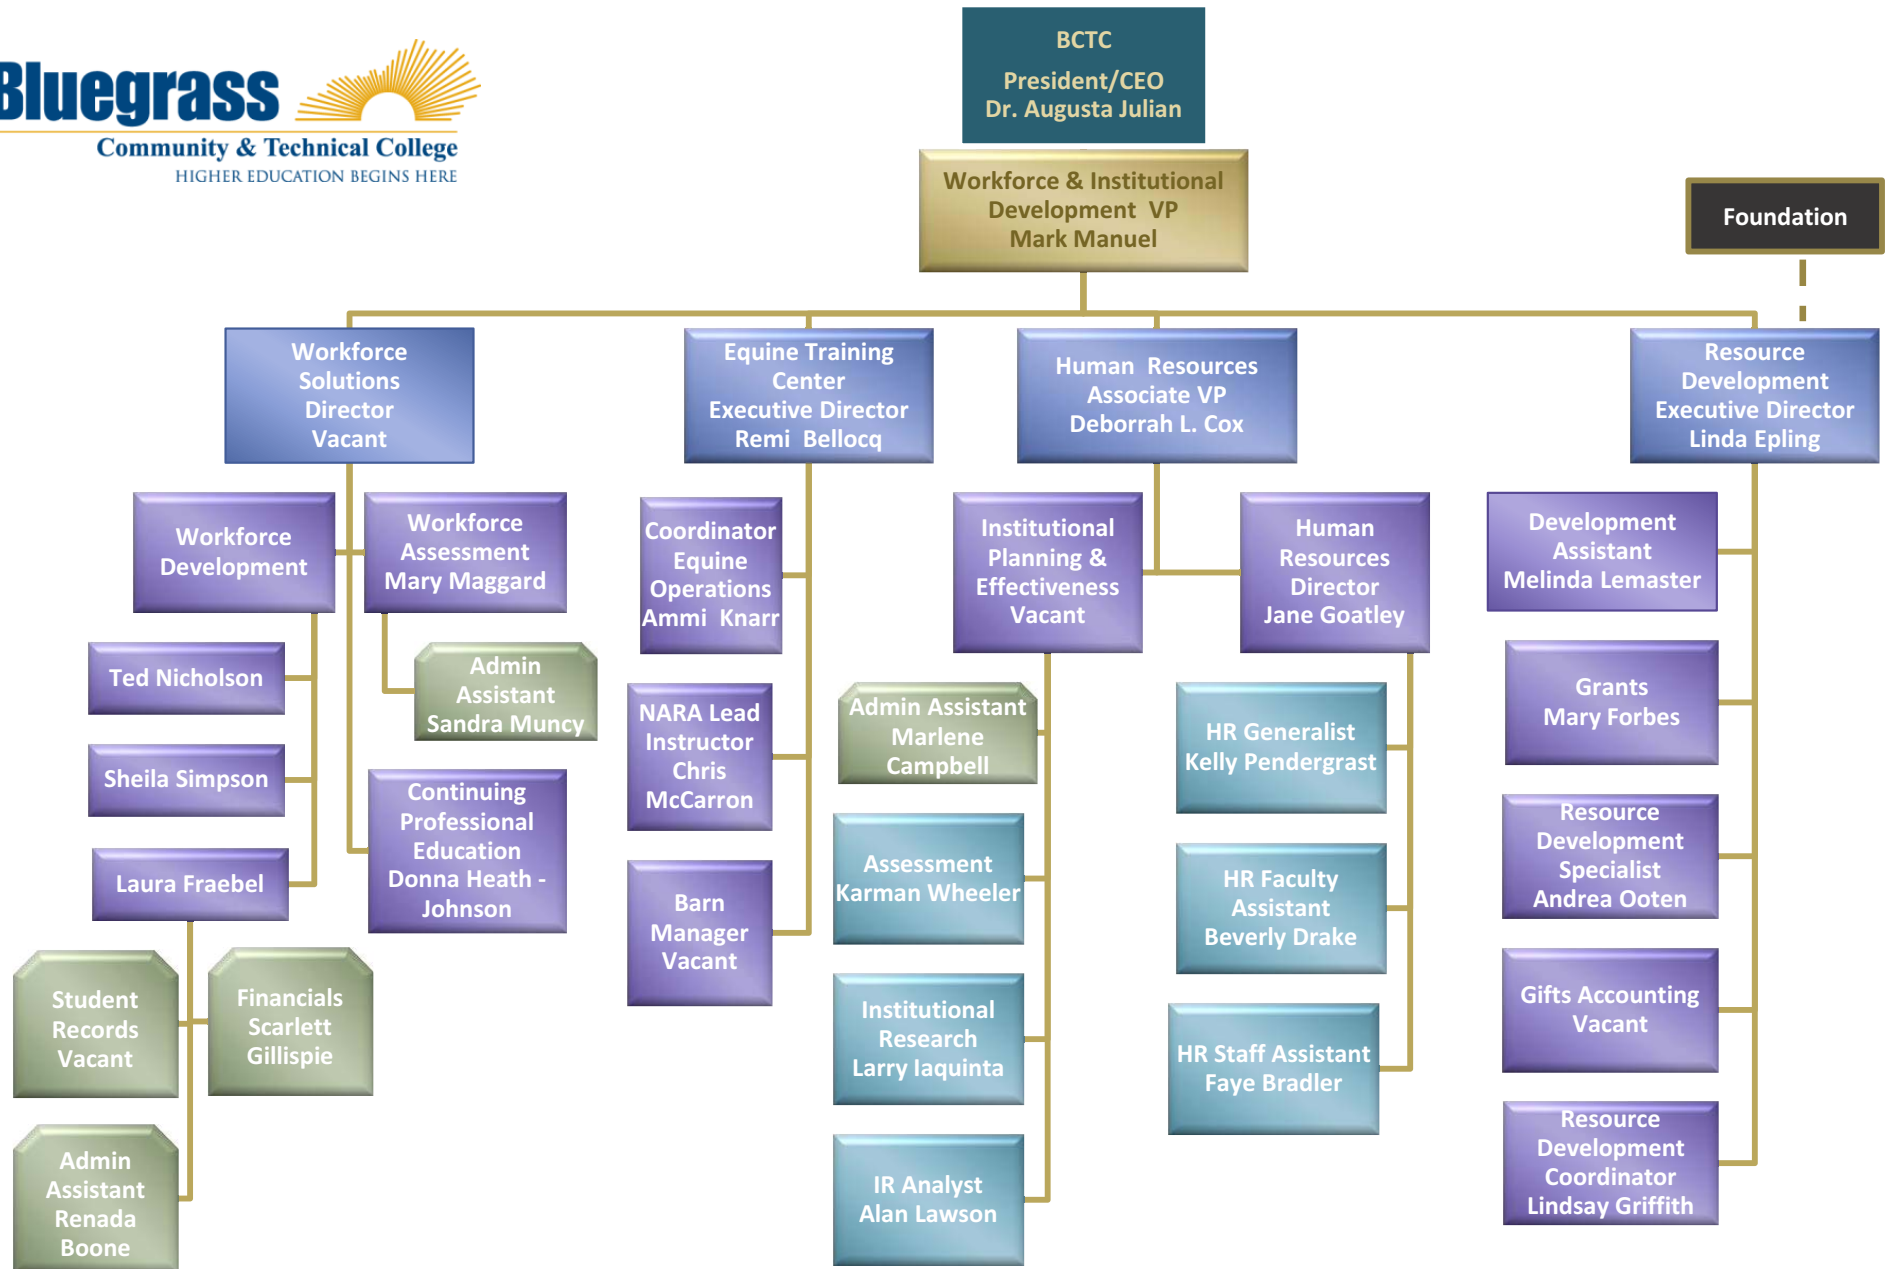 Bluegrass
Community & Technical College
HIGHER EDUCATION BEGINS HERE
BCTC
President/CEO
Dr. Augusta Julian
Workforce & Institutional
Development VP
Mark Manuel
Foundation
Workforce
Solutions
Director
Vacant
Equine Training
Center
Executive Director
Remi Bellocq
Human Resources
Associate VP
Deborrah L. Cox
Resource
Development
Executive Director
Linda Epling
Workforce
Development
Workforce
Assessment
Mary Maggard
Ted Nicholson
Admin
Assistant
Sandra Muncy
Sheila Simpson
Continuing
Professional
Education
Donna Heath -
Johnson
Laura Fraebel
Student
Records
Vacant
Financials
Scarlett
Gillispie
Admin
Assistant
Renada
Boone
Coordinator
Equine
Operations
Ammi Knarr
NARA Lead
Instructor
Chris
McCarron
Barn
Manager
Vacant
Institutional
Planning &
Effectiveness
Vacant
Admin Assistant
Marlene
Campbell
Assessment
Karman Wheeler
Institutional
Research
Larry Iaquinta
IR Analyst
Alan Lawson
Human
Resources
Director
Jane Goatley
HR Generalist
Kelly Pendergrast
HR Faculty
Assistant
Beverly Drake
HR Staff Assistant
Faye Bradler
Development
Assistant
Melinda Lemaster
Grants
Mary Forbes
Resource
Development
Specialist
Andrea Ooten
Gifts Accounting
Vacant
Resource
Development
Coordinator
Lindsay Griffith